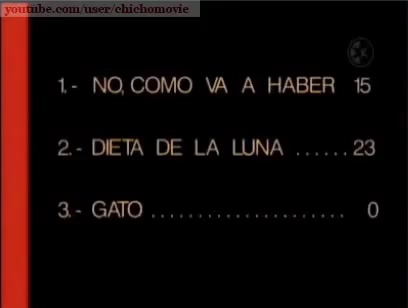 youtube.com/user/chichomovie
1.- NO, COMO VA A HABER 15
2.- DIETA DE LA LUNA ...... 23
3.- GATO ..................... 0